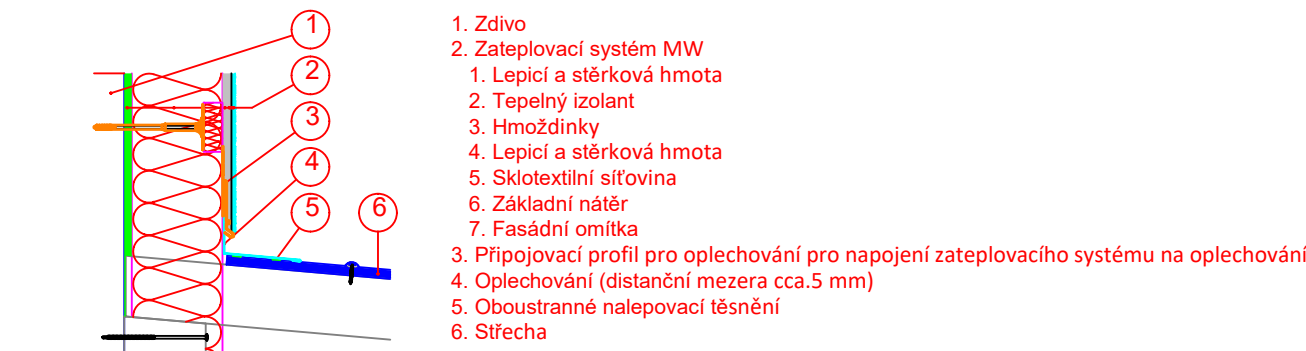 1
2
3
4
5
6
1. Zdivo
2. Zateplovací systém MW
1. Lepicí a stěrková hmota
2. Tepelný izolant
3. Hmoždinky
4. Lepicí a stěrková hmota
5. Sklotextilní síťovina
6. Základní nátěr
7. Fasádní omítka
3. Připojovací profil pro oplechování pro napojení zateplovacího systému na oplechování
4. Oplechování (distanční mezera cca.5 mm)
5. Oboustranné nalepovací těsnění
6. Střecha